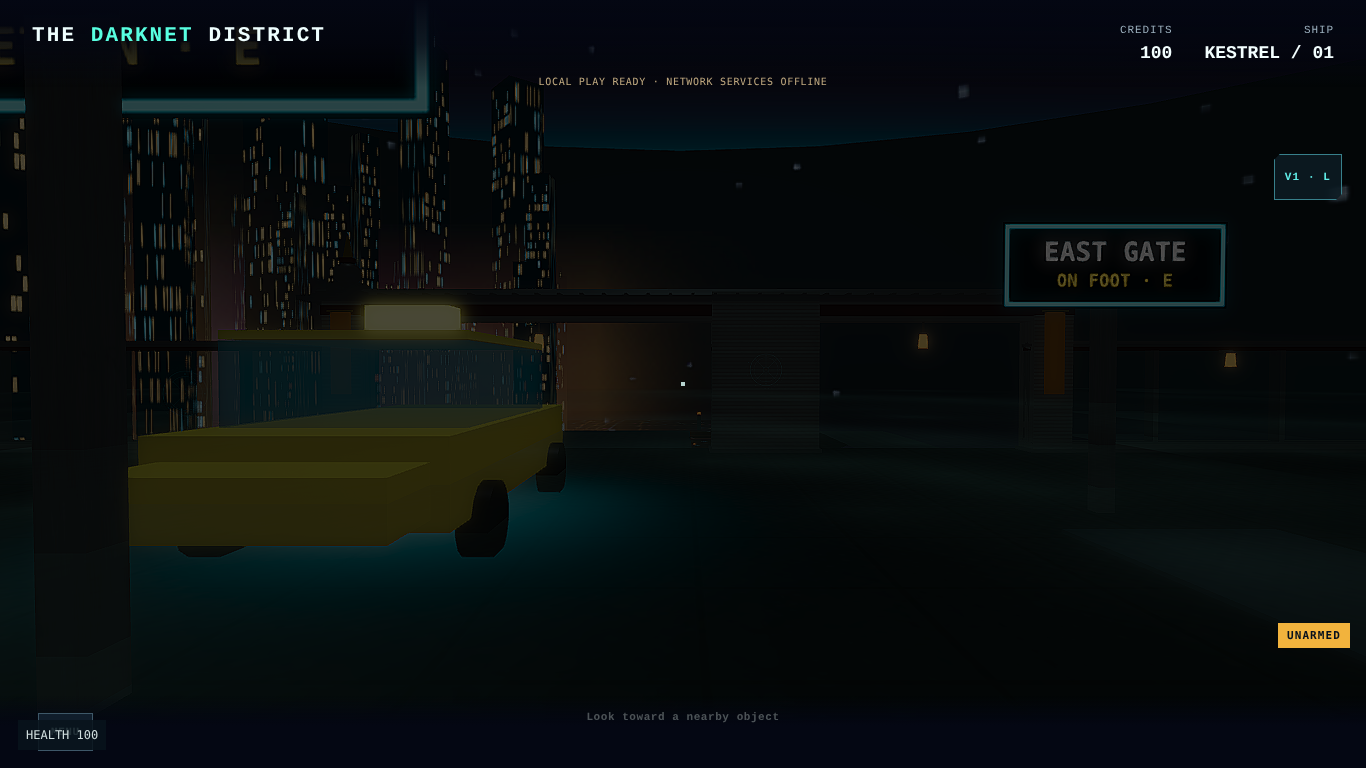 THE DARKNET DISTRICT
CREDITS
100
SHIP
KESTREL / 01
LOCAL PLAY READY · NETWORK SERVICES OFFLINE
V1 · L
EAST GATE
ON FOOT · E
UNARMED
Look toward a nearby object
HEALTH 100